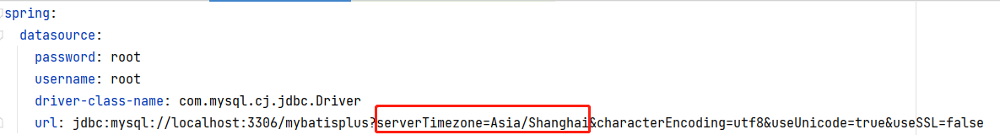 spring:
datasource:
password: root
username: root
driver-class-name: com.mysql.cj.jdbc.Driver
url: jdbc:mysql://localhost:3306/mybatisplus?serverTimezone=Asia/Shanghai&characterEncoding=utf8&useUnicode=true&useSSL=false